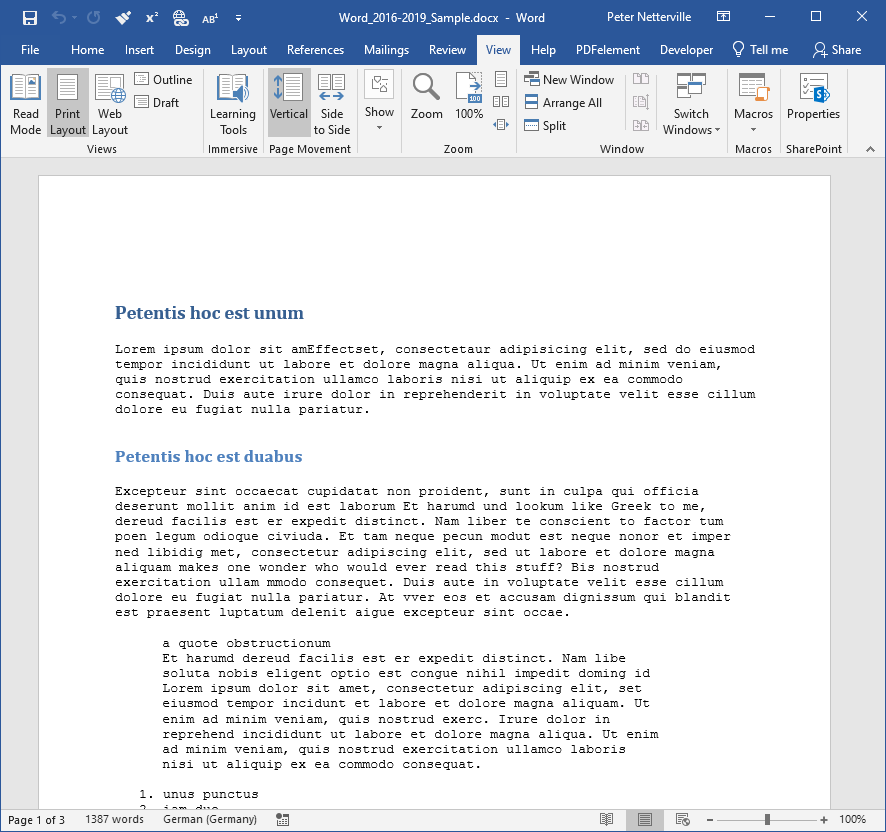 x² ABC Word_2016-2019_Sample.docx - Word Peter Netterville
File Home Insert Design Layout References Mailings Review View Help PDFelement Developer Tell me Share
Read Mode Print Layout Web Layout Outline Draft
Views
Learning Tools
Immersive
Vertical Side to Side
Page Movement
Show
Zoom 100%
Zoom
New Window Arrange All Split Switch Windows
Window
Macros
Macros
Properties
SharePoint
Petentis hoc est unum
Lorem ipsum dolor sit amEffectset, consectetaur adipisicing elit, sed do eiusmod
tempor incididunt ut labore et dolore magna aliqua. Ut enim ad minim veniam,
quis nostrud exercitation ullamco laboris nisi ut aliquip ex ea commodo
consequat. Duis aute irure dolor in reprehenderit in voluptate velit esse cillum
dolore eu fugiat nulla pariatur.
Petentis hoc est duabus
Excepteur sint occaecat cupidatat non proident, sunt in culpa qui officia
deserunt mollit anim id est laborum Et harumd und lookum like Greek to me,
dereud facilis est er expedit distinct. Nam liber te conscient to factor tum
poen legum odioque civiuda. Et tam neque pecun modut est neque nonor et imper
ned libidig met, consectetur adipiscing elit, sed ut labore et dolore magna
aliquam makes one wonder who would ever read this stuff? Bis nostrud
exercitation ullam mmodo consequet. Duis aute in voluptate velit esse cillum
dolore eu fugiat nulla pariatur. At vver eos et accusam dignissum qui blandit
est praesent luptatum delenit aigue excepteur sint occae.
a quote obstructionum
Et harumd dereud facilis est er expedit distinct. Nam libe
soluta nobis eligent optio est congue nihil impedit doming id
Lorem ipsum dolor sit amet, consectetur adipiscing elit, set
eiusmod tempor incidunt et labore et dolore magna aliquam. Ut
enim ad minim veniam, quis nostrud exerc. Irure dolor in
reprehend incididunt ut labore et dolore magna aliqua. Ut enim
ad minim veniam, quis nostrud exercitation ullamco laboris
nisi ut aliquip ex ea commodo consequat.
1. unus punctus
2. iam duo
Page 1 of 3 1387 words German (Germany) 100%